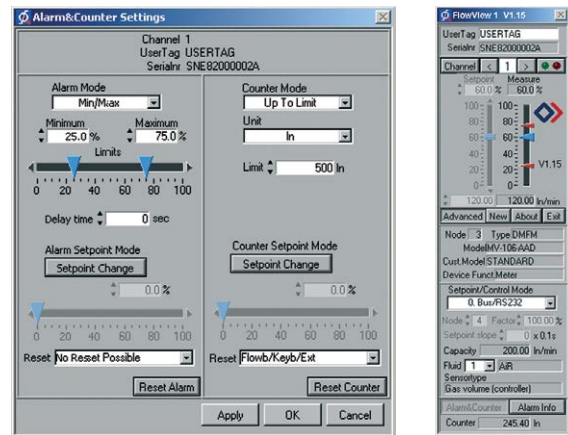 Alarm&Counter Settings
Channel 1
UserTag USERTAG
Serialnr SNE82000002A
Alarm Mode
Min/Max
Minimum Maximum
25.0 % 75.0 %
Limits
0 20 40 60 80 100
Delay time 0 sec
Alarm Setpoint Mode
Setpoint Change
0.0 %
0 20 40 60 80 100
Reset No Reset Possible
Reset Alarm
Counter Mode
Up To Limit
Unit
ln
Limit 500 ln
Counter Setpoint Mode
Setpoint Change
0.0 %
0 20 40 60 80 100
Reset Flowb/Keyb/Ext
Reset Counter
Apply OK Cancel
FlowView 1 V1.15
UserTag USERTAG
Serialnr SNE82000002A
Channel < 1 >
Setpoint Measure
60.0 % 60.0 %
100 100
80 80
60 60
40 40
20 20 V1.15
0 0
120.00 120.00 ln/min
Advanced New About Exit
Node 3 Type DMFM
Model MV-106-AAD
Cust.Model STANDARD
Device Funct. Meter
Setpoint/Control Mode
0. Bus/RS232
Node 4 Factor 100.00 %
Setpoint slope 0 x 0.1s
Capacity 200.00 ln/min
Fluid 1 AIR
Sensortype
Gas volume (controller)
Alarm&Counter Alarm Info
Counter 245.40 ln